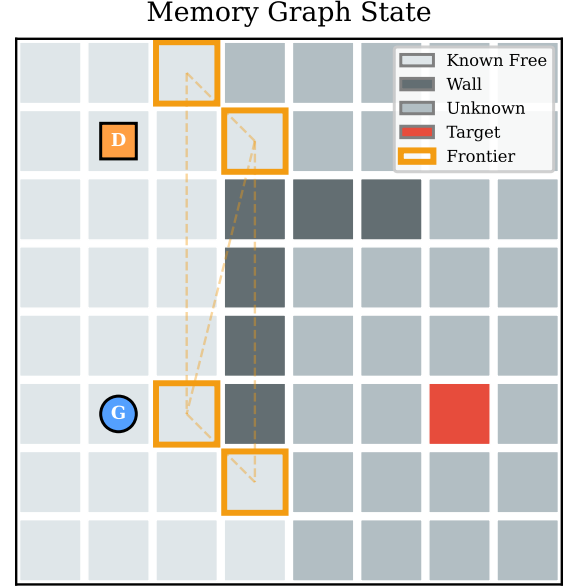 Memory Graph State
Known Free
Wall
Unknown
Target
Frontier
D
G